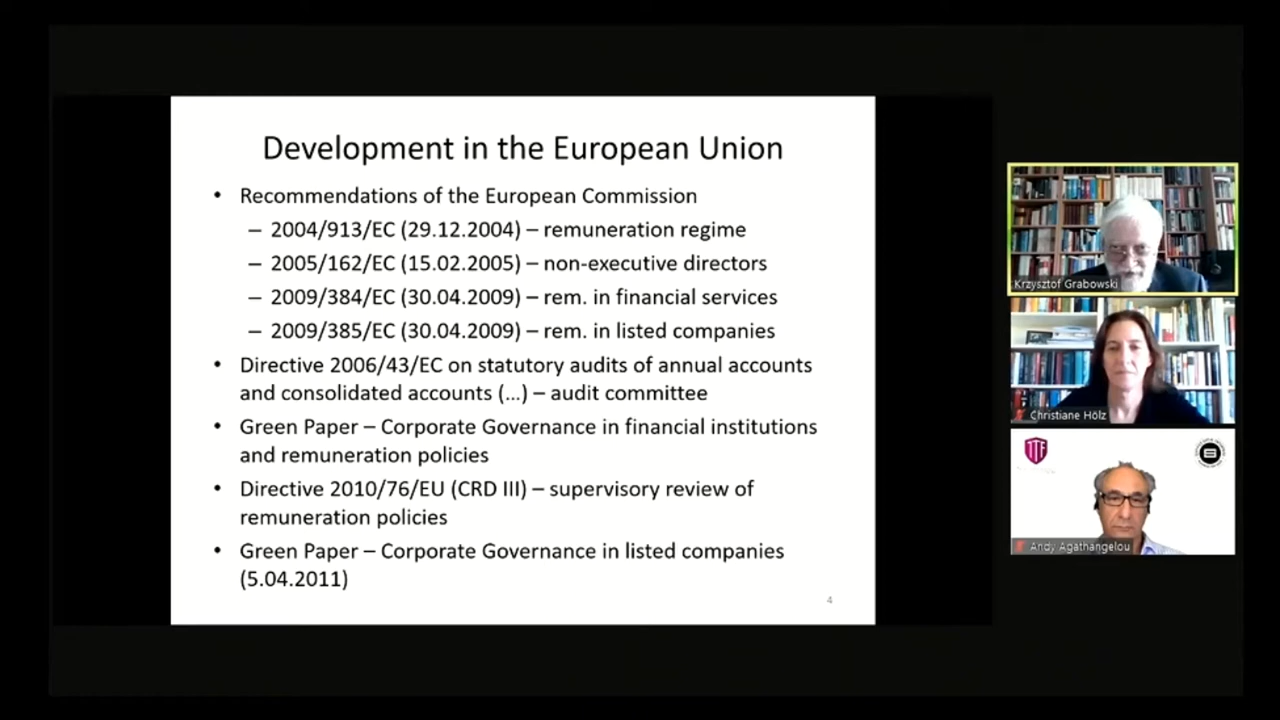 Development in the European Union
• Recommendations of the European Commission
– 2004/913/EC (29.12.2004) – remuneration regime
– 2005/162/EC (15.02.2005) – non-executive directors
– 2009/384/EC (30.04.2009) – rem. in financial services
– 2009/385/EC (30.04.2009) – rem. in listed companies
• Directive 2006/43/EC on statutory audits of annual accounts
and consolidated accounts (...) – audit committee
• Green Paper – Corporate Governance in financial institutions
and remuneration policies
• Directive 2010/76/EU (CRD III) – supervisory review of
remuneration policies
• Green Paper – Corporate Governance in listed companies
(5.04.2011)
4
Krzysztof Grabowski
Christiane Hölz
TTF
Andy Agathangelou